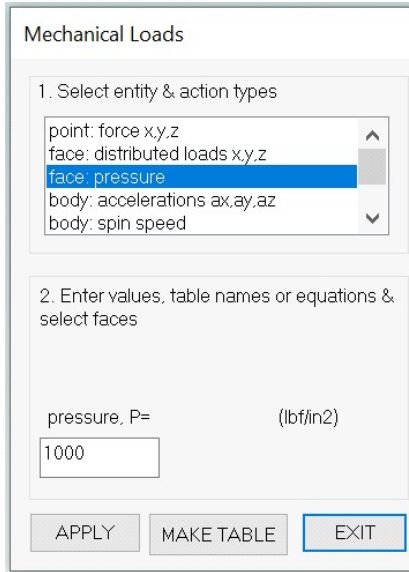 Mechanical Loads
1. Select entity & action types
point: force x,y,z
face: distributed loads x,y,z
face: pressure
body: accelerations ax,ay,az
body: spin speed
2. Enter values, table names or equations &
select faces
pressure, P= (lbf/in2)
1000
APPLY MAKE TABLE EXIT